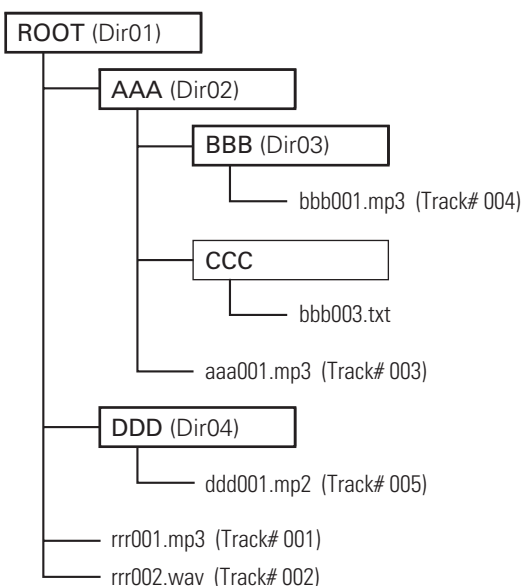 ROOT (Dir01)
AAA (Dir02)
BBB (Dir03)
bbb001.mp3 (Track# 004)
CCC
bbb003.txt
aaa001.mp3 (Track# 003)
DDD (Dir04)
ddd001.mp2 (Track# 005)
rrr001.mp3 (Track# 001)
rrr002.wav (Track# 002)